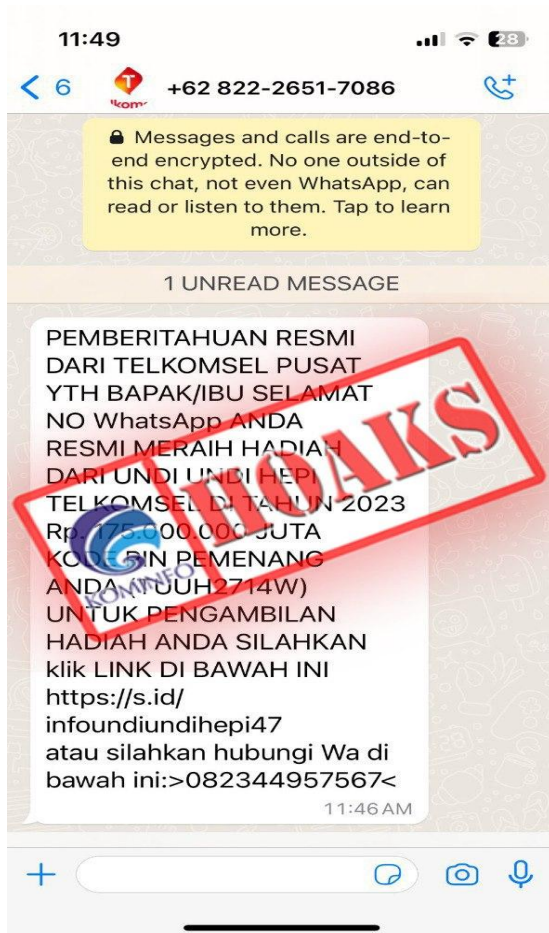 11:49
28
6
+62 822-2651-7086
Messages and calls are end-to-
end encrypted. No one outside of
this chat, not even WhatsApp, can
read or listen to them. Tap to learn
more.
1 UNREAD MESSAGE
PEMBERITAHUAN RESMI
DARI TELKOMSEL PUSAT
YTH BAPAK/IBU SELAMAT
NO WhatsApp ANDA
RESMI MERAIH HADIAH
DARI UNDI UNDI HEPI
TELKOMSEL DI TAHUN 2023
Rp. 175.000.000 JUTA
KODE PIN PEMENANG
ANDA UUH2714W)
UNTUK PENGAMBILAN
HADIAH ANDA SILAHKAN
klik LINK DI BAWAH INI
https://s.id/
infoundiundihepi47
atau silahkan hubungi Wa di
bawah ini:>082344957567<
11:46 AM
HOAKS
KOMINFO